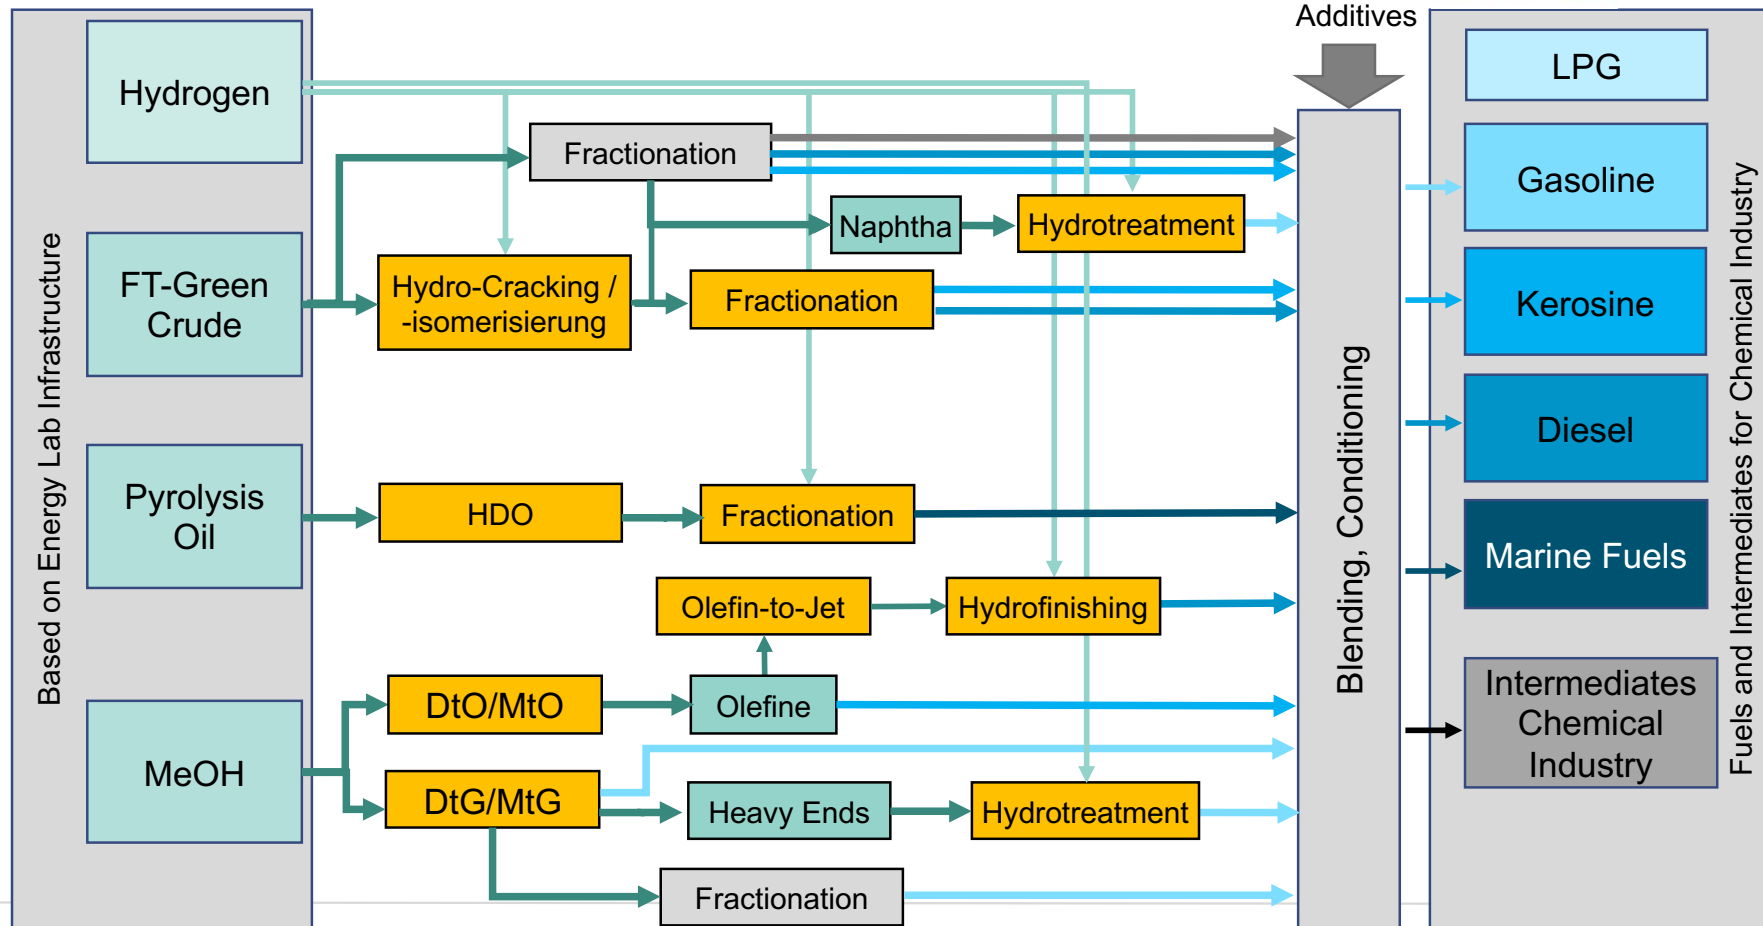 Additives
Based on Energy Lab Infrastructure
Hydrogen
FT-Green
Crude
Pyrolysis
Oil
MeOH
Fractionation
Naphtha
Hydrotreatment
Hydro-Cracking /
-isomerisierung
Fractionation
HDO
Fractionation
Olefin-to-Jet
Hydrofinishing
DtO/MtO
Olefine
DtG/MtG
Heavy Ends
Hydrotreatment
Fractionation
Blending, Conditioning
LPG
Gasoline
Kerosine
Diesel
Marine Fuels
Intermediates
Chemical
Industry
Fuels and Intermediates for Chemical Industry